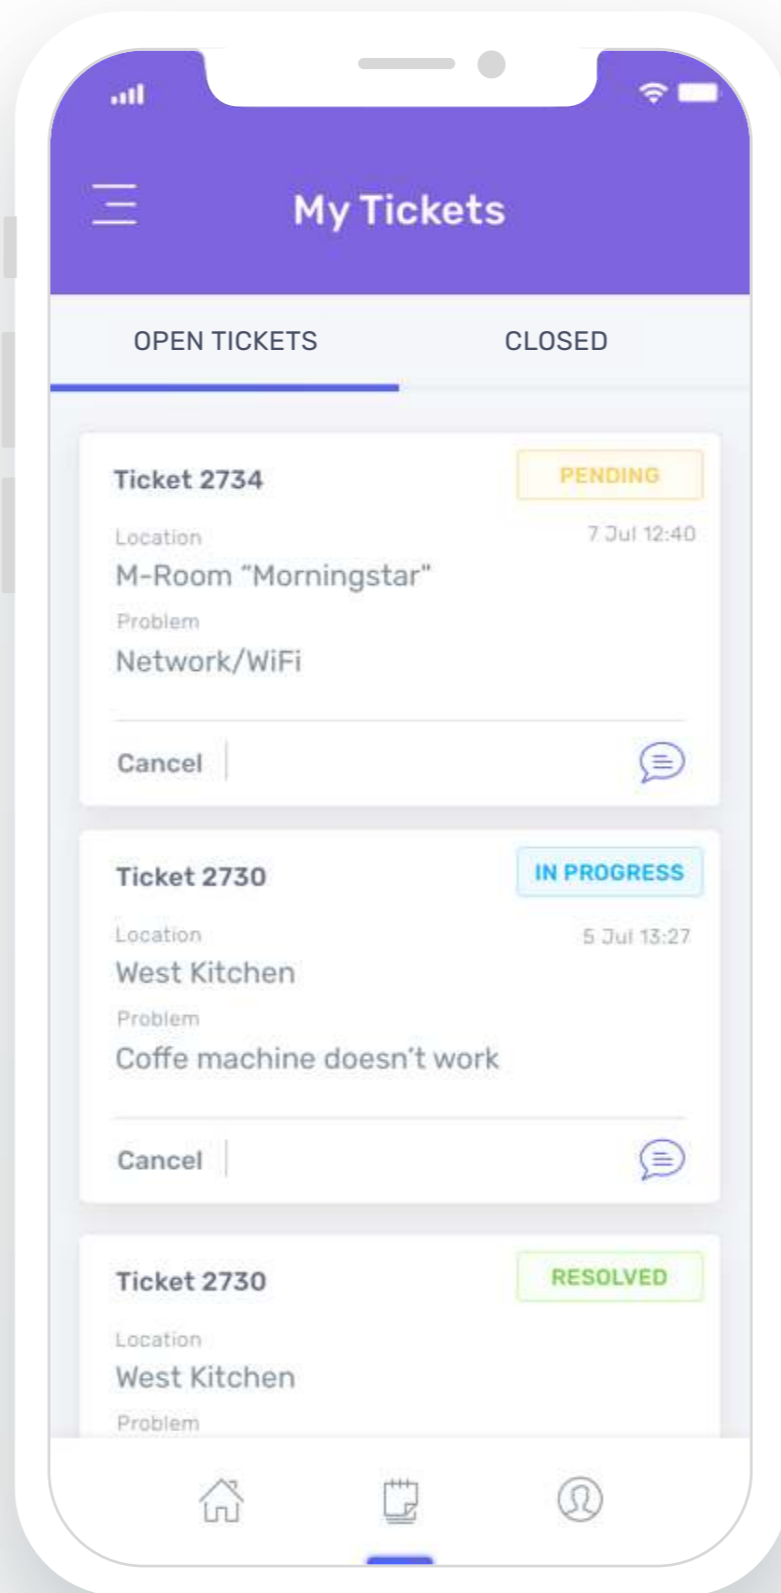 My Tickets
OPEN TICKETS CLOSED
Ticket 2734 PENDING
Location 7 Jul 12:40
M-Room “Morningstar"
Problem
Network/WiFi
Cancel
Ticket 2730 IN PROGRESS
Location 5 Jul 13:27
West Kitchen
Problem
Coffe machine doesn’t work
Cancel
Ticket 2730 RESOLVED
Location
West Kitchen
Problem